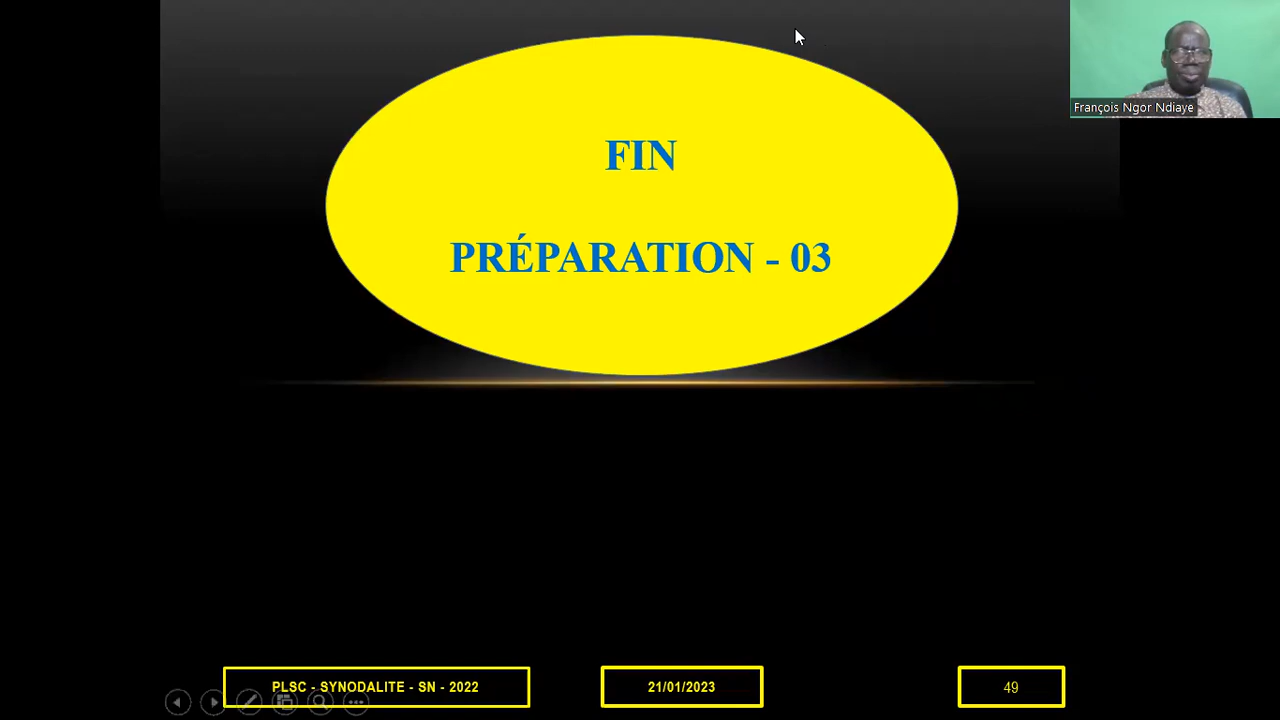 François Ngor Ndiaye
FIN
PRÉPARATION - 03
PLSC - SYNODALITE - SN - 2022
21/01/2023
49